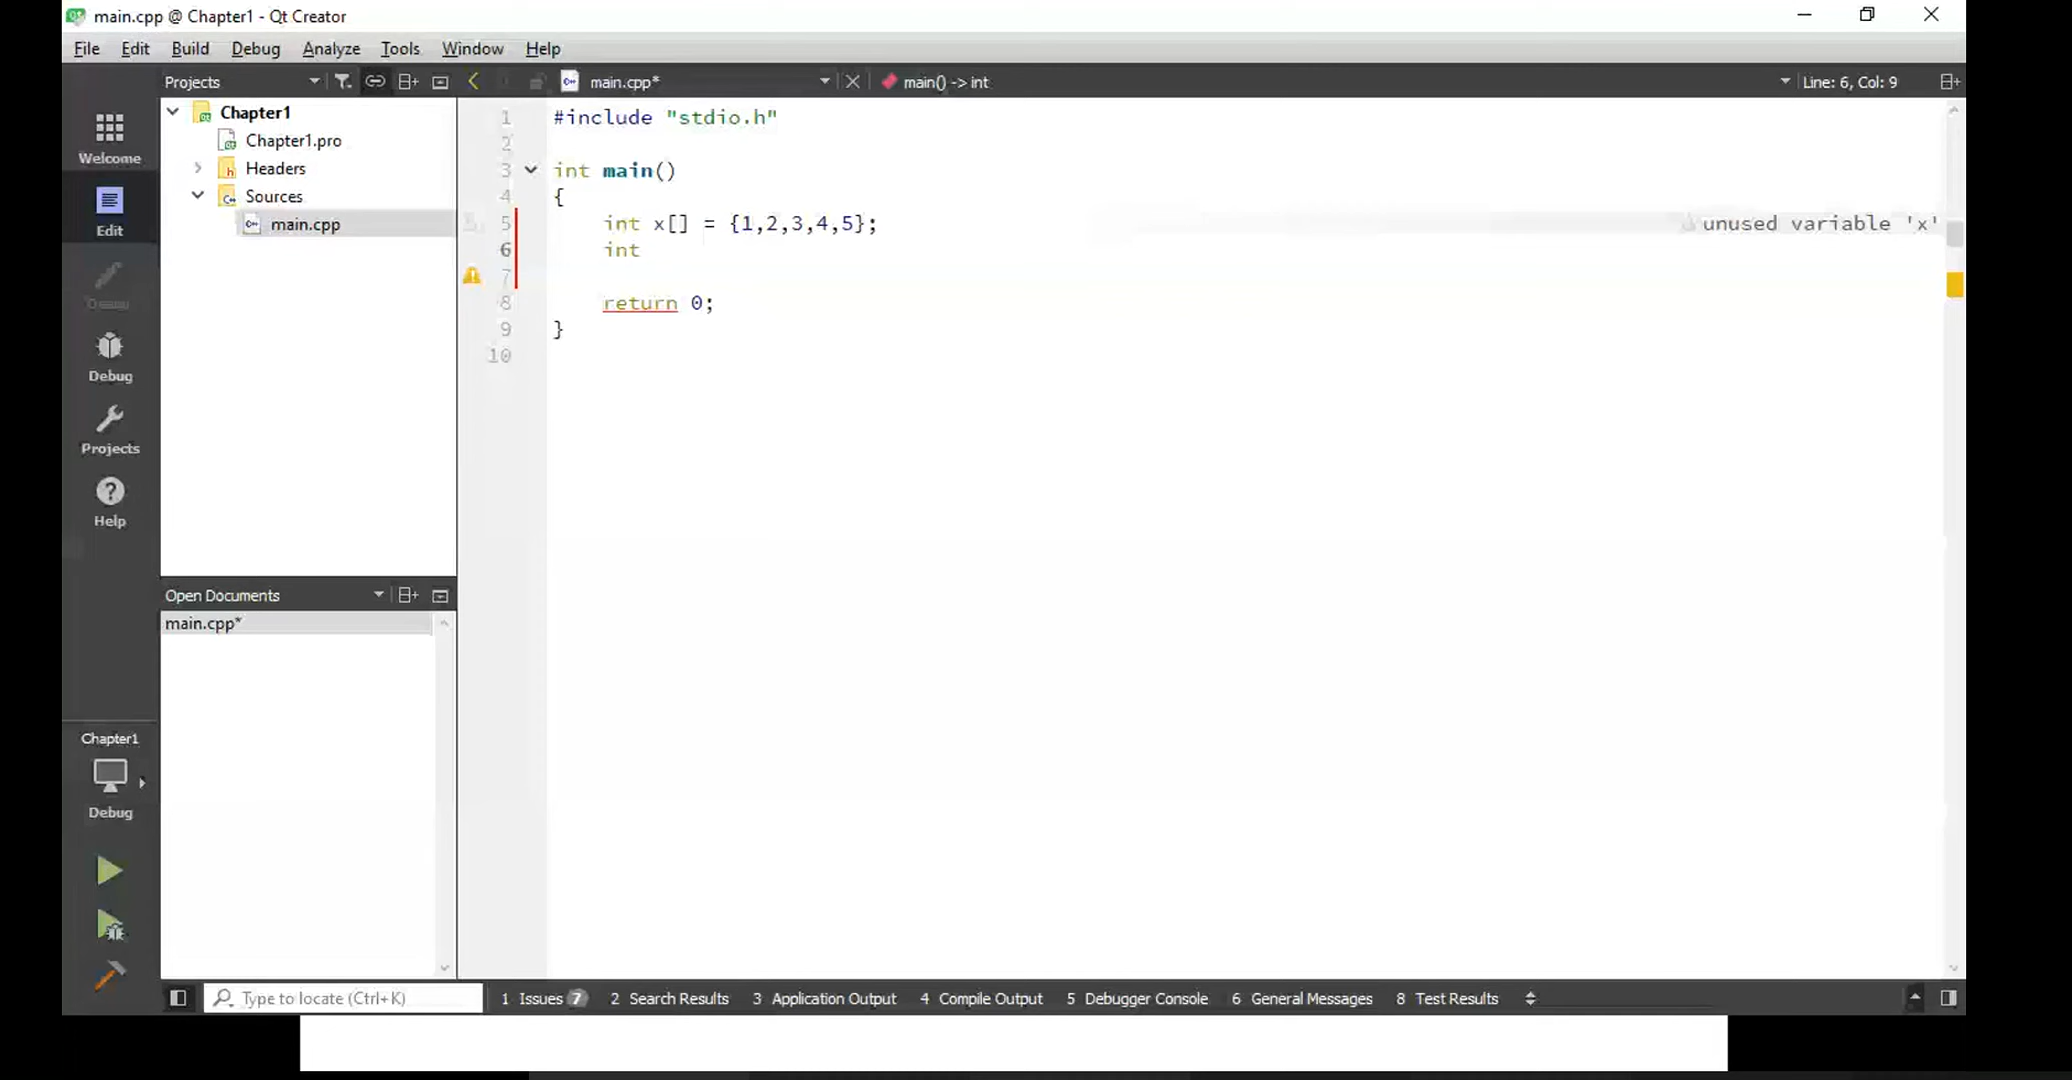 main.cpp @ Chapter1 - Qt Creator
File Edit Build Debug Analyze Tools Window Help
Projects main.cpp* main() -> int Line: 6, Col: 9
Welcome
Edit
Debug
Projects
Help
Chapter1
Chapter1.pro
Headers
Sources
main.cpp
1 #include "stdio.h"
2
3 int main()
4 {
5 int x[] = {1,2,3,4,5}; unused variable 'x'
6 int
7
8 return 0;
9 }
10
Open Documents
main.cpp*
Chapter1
Debug
Type to locate (Ctrl+K) 1 Issues 7 2 Search Results 3 Application Output 4 Compile Output 5 Debugger Console 6 General Messages 8 Test Results